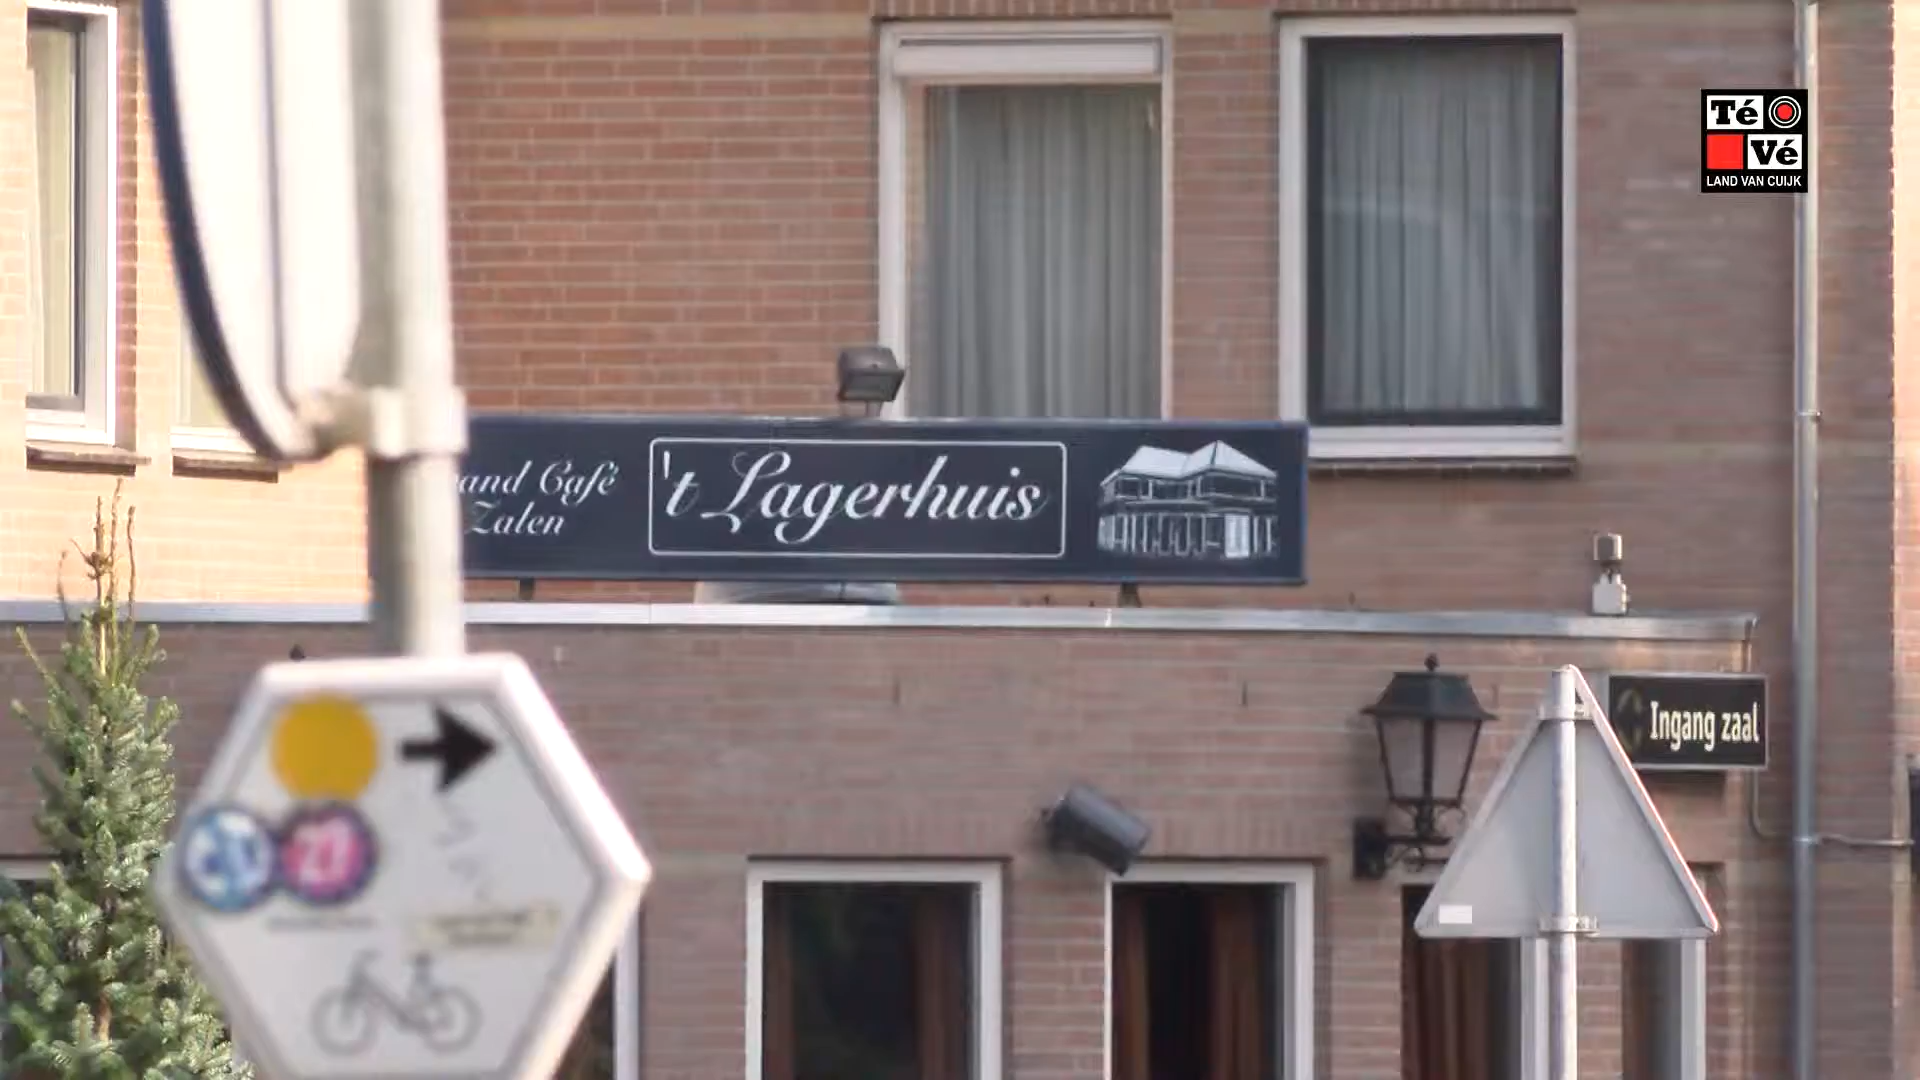 Té
Vé
LAND VAN CUIJK
and Café
Zalen
't Lagerhuis
Ingang zaal